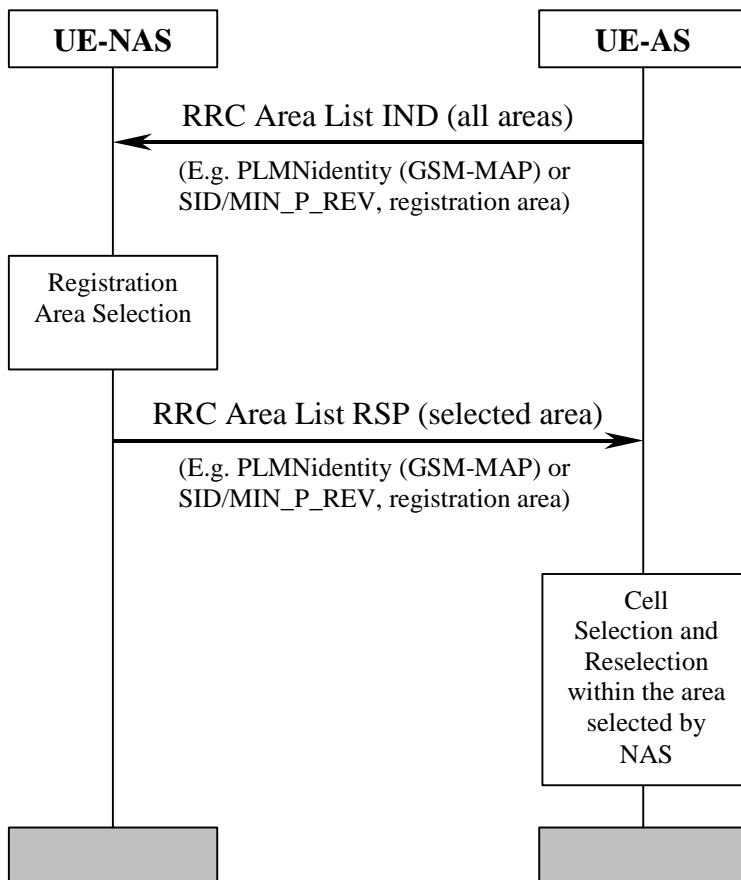 UE-NAS
UE-AS
RRC Area List IND (all areas)
(E.g. PLMNidentity (GSM-MAP) or
SID/MIN_P_REV, registration area)
Registration
Area Selection
RRC Area List RSP (selected area)
(E.g. PLMNidentity (GSM-MAP) or
SID/MIN_P_REV, registration area)
Cell
Selection and
Reselection
within the area
selected by
NAS